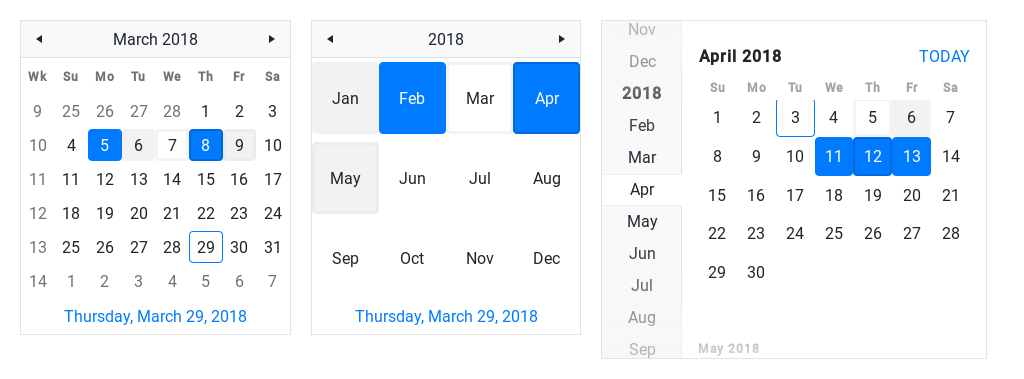 March 2018
Wk Su Mo Tu We Th Fr Sa
9 25 26 27 28 1 2 3
10 4 5 6 7 8 9 10
11 11 12 13 14 15 16 17
12 18 19 20 21 22 23 24
13 25 26 27 28 29 30 31
14 1 2 3 4 5 6 7
Thursday, March 29, 2018
2018
Jan Feb Mar Apr
May Jun Jul Aug
Sep Oct Nov Dec
Thursday, March 29, 2018
Nov
Dec
2018
Feb
Mar
Apr
May
Jun
Jul
Aug
Sep
April 2018 TODAY
Su Mo Tu We Th Fr Sa
1 2 3 4 5 6 7
8 9 10 11 12 13 14
15 16 17 18 19 20 21
22 23 24 25 26 27 28
29 30
May 2018